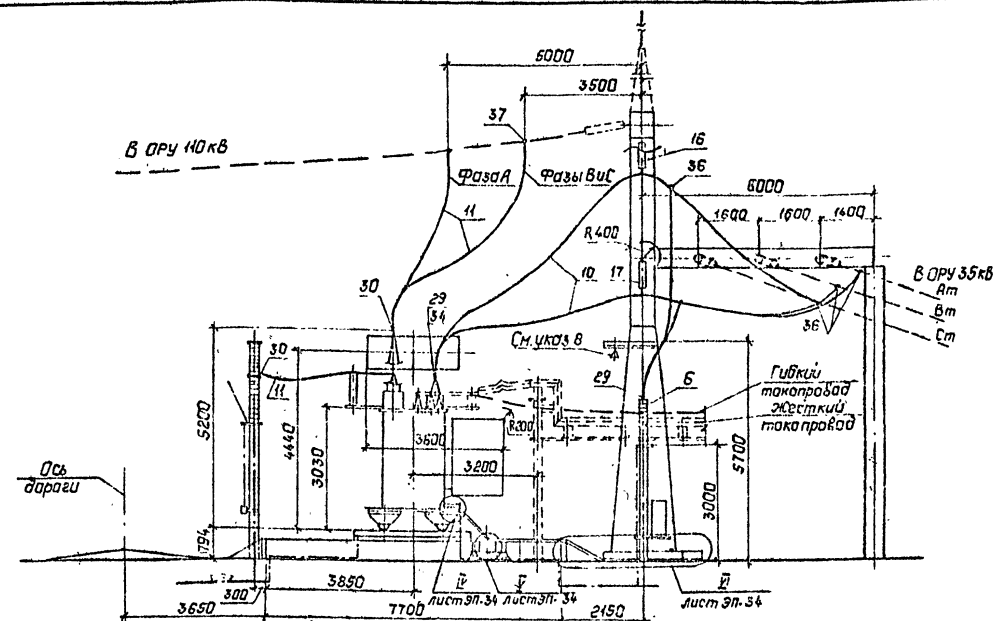 5000
3500
37
16
В ОРУ 110 кВ
36
Фаза А
Фазы В и С
6000
1600
1600
1400
11
R400
30
10
17
В ОРУ 35 кВ
Ат
Вт
Ст
29
34
36
См. указ 8
30
11
29
6
Гибкий
токопровод
Жесткий
токопровод
5200
4440
3030
3600
R200
3200
5700
3000
Ось
дороги
794
3850
300
IV
лист ЭП. 34
V
лист ЭП. 34
VI
лист ЭП. 34
3650
7700
2150